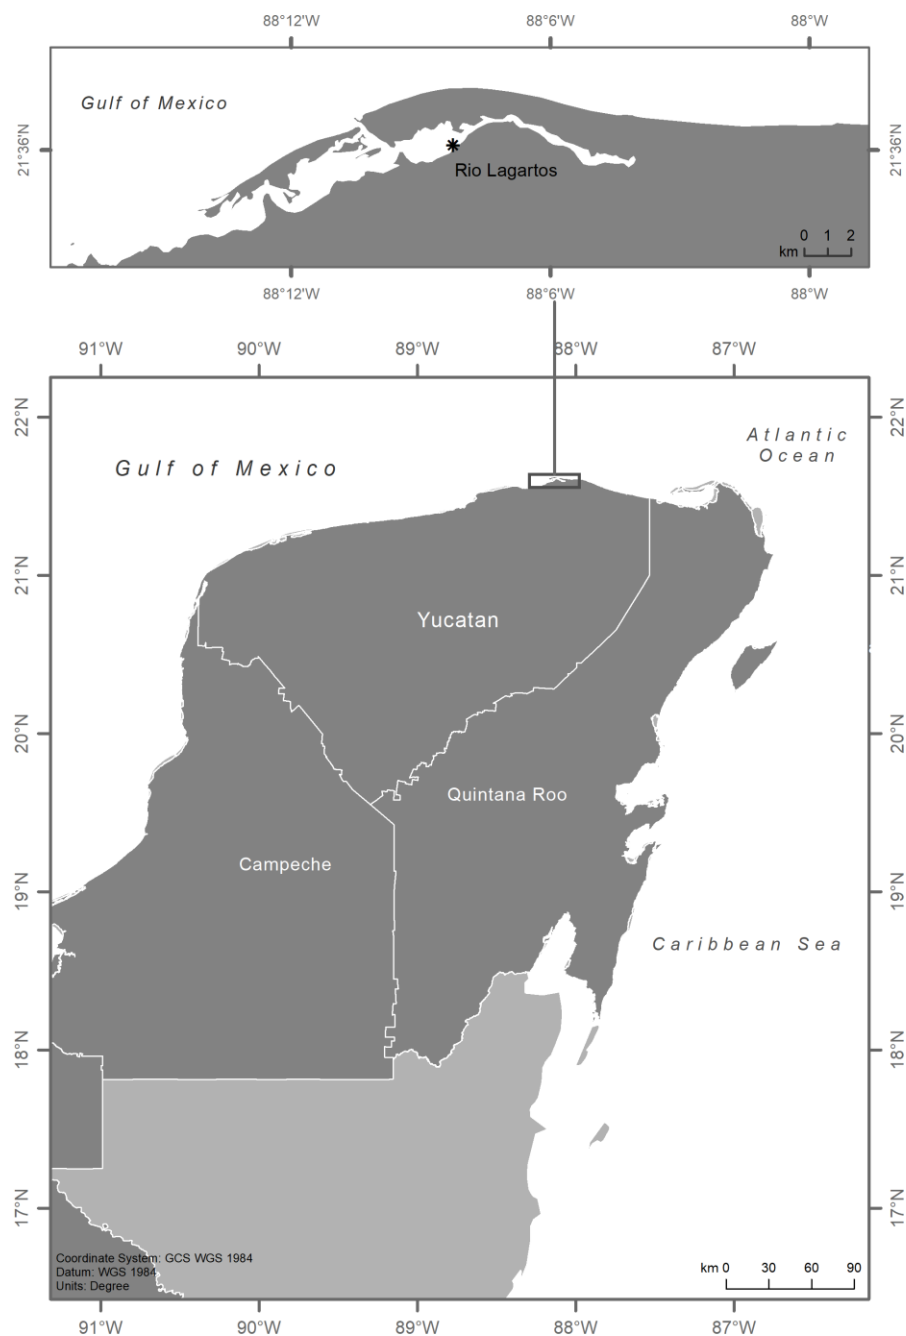 88°12'W 88°6'W 88°W
Gulf of Mexico
21°36'N 21°36'N
Rio Lagartos
0 1 2
km
88°12'W 88°6'W 88°W
91°W 90°W 89°W 88°W 87°W
22°N 22°N
Atlantic
Ocean
Gulf of Mexico
21°N 21°N
Yucatan
20°N 20°N
Quintana Roo
Campeche
19°N 19°N
Caribbean Sea
18°N 18°N
17°N 17°N
Coordinate System: GCS WGS 1984
Datum: WGS 1984
Units: Degree
km 0 30 60 90
91°W 90°W 89°W 88°W 87°W